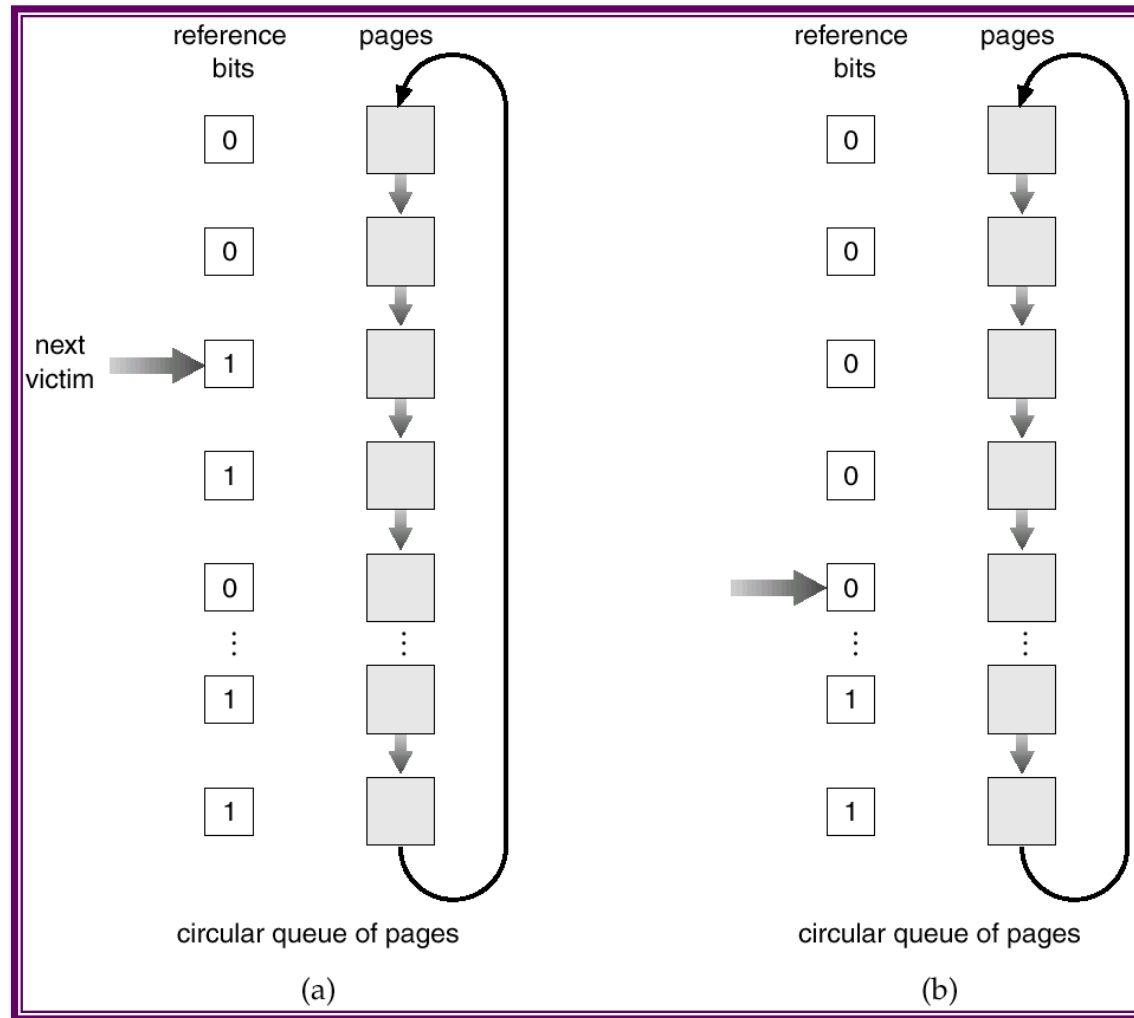 reference pages
bits
0
0
next
victim
1
1
0
⋮ ⋮
1
1
circular queue of pages
(a)
reference pages
bits
0
0
0
0
0
⋮ ⋮
1
1
circular queue of pages
(b)